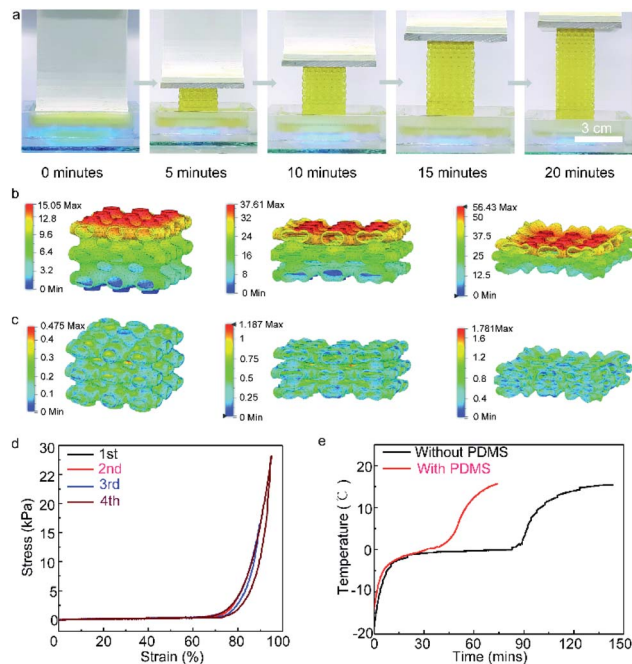 a
3 cm
0 minutes
5 minutes
10 minutes
15 minutes
20 minutes
b
15.05 Max
12.8
9.6
6.4
3.2
0 Min
37.61 Max
32
24
16
8
0 Min
56.43 Max
50
37.5
25
12.5
0 Min
c
0.475 Max
0.4
0.3
0.2
0.1
0 Min
1.187 Max
1
0.75
0.5
0.25
0 Min
1.781Max
1.6
1.2
0.8
0.4
0 Min
d
30
22
20
15
10
5
0
Stress (kPa)
1st
2nd
3rd
4th
0
20
40
60
80
100
Strain (%)
e
20
10
0
-10
-20
Temperature (℃)
Without PDMS
With PDMS
0
30
60
90
120
150
Time (mins)